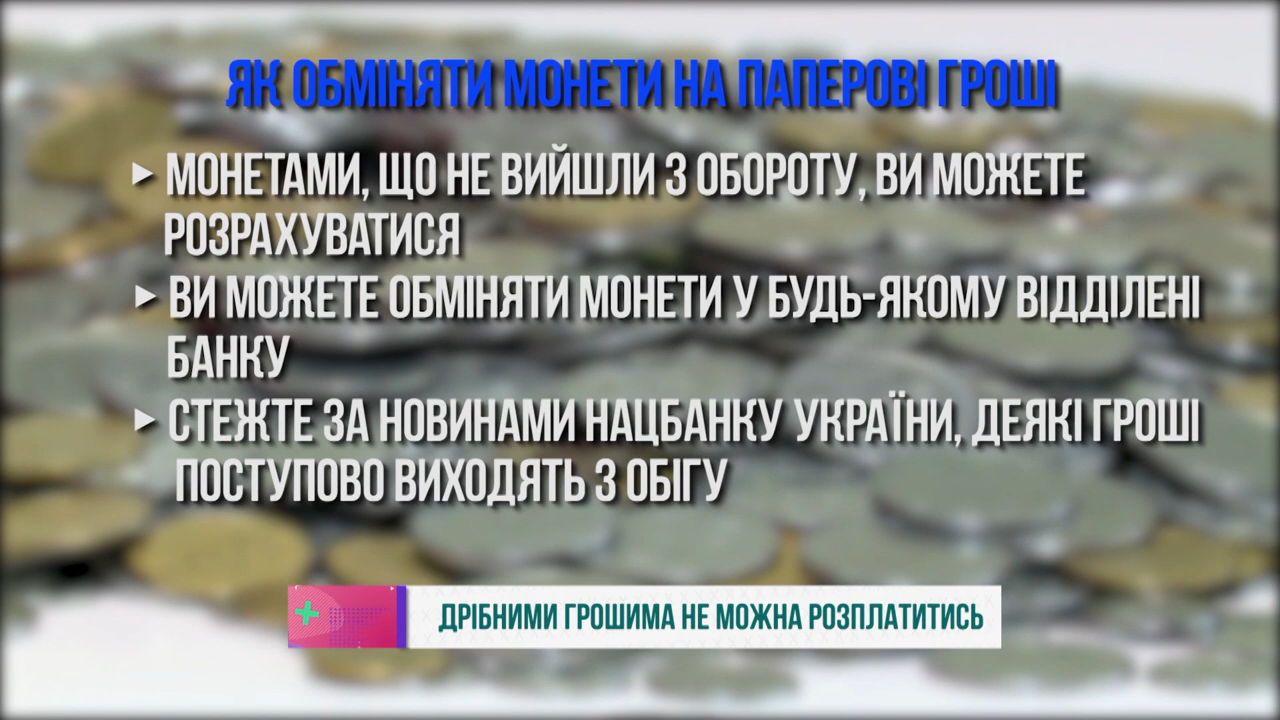 ЯК ОБМІНЯТИ МОНЕТИ НА ПАПЕРОВІ ГРОШІ
МОНЕТАМИ, ЩО НЕ ВИЙШЛИ З ОБОРОТУ, ВИ МОЖЕТЕ
РОЗРАХУВАТИСЯ
ВИ МОЖЕТЕ ОБМІНЯТИ МОНЕТИ У БУДЬ-ЯКОМУ ВІДДІЛЕНІ
БАНКУ
СТЕЖТЕ ЗА НОВИНАМИ НАЦБАНКУ УКРАЇНИ, ДЕЯКІ ГРОШІ
ПОСТУПОВО ВИХОДЯТЬ З ОБІГУ
ДРІБНИМИ ГРОШИМА НЕ МОЖНА РОЗПЛАТИТИСЬ